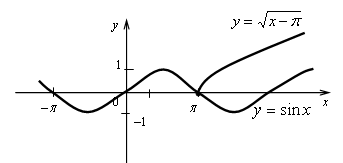 y = √(x − π)
y
1
−π
0
π
x
−1
y = sin x